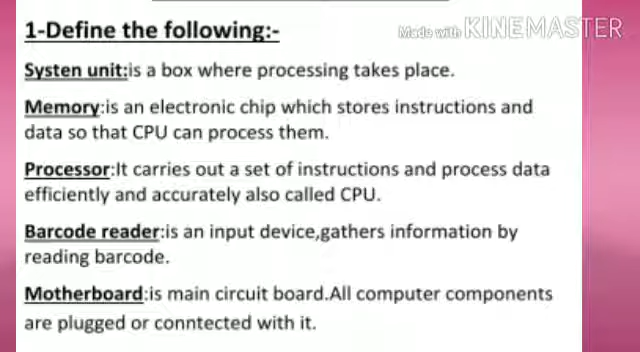 1-Define the following:-
Made with KINEMASTER
Systen unit:is a box where processing takes place.
Memory:is an electronic chip which stores instructions and
data so that CPU can process them.
Processor:It carries out a set of instructions and process data
efficiently and accurately also called CPU.
Barcode reader:is an input device,gathers information by
reading barcode.
Motherboard:is main circuit board.All computer components
are plugged or conntected with it.